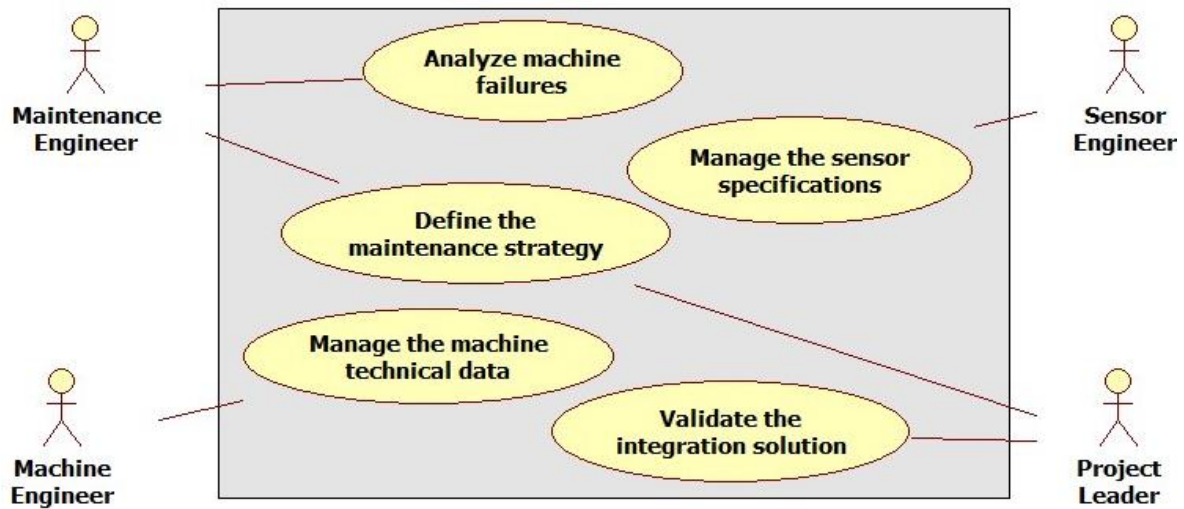 Analyze machine
failures
Maintenance
Engineer
Sensor
Engineer
Manage the sensor
specifications
Define the
maintenance strategy
Manage the machine
technical data
Validate the
integration solution
Machine
Engineer
Project
Leader